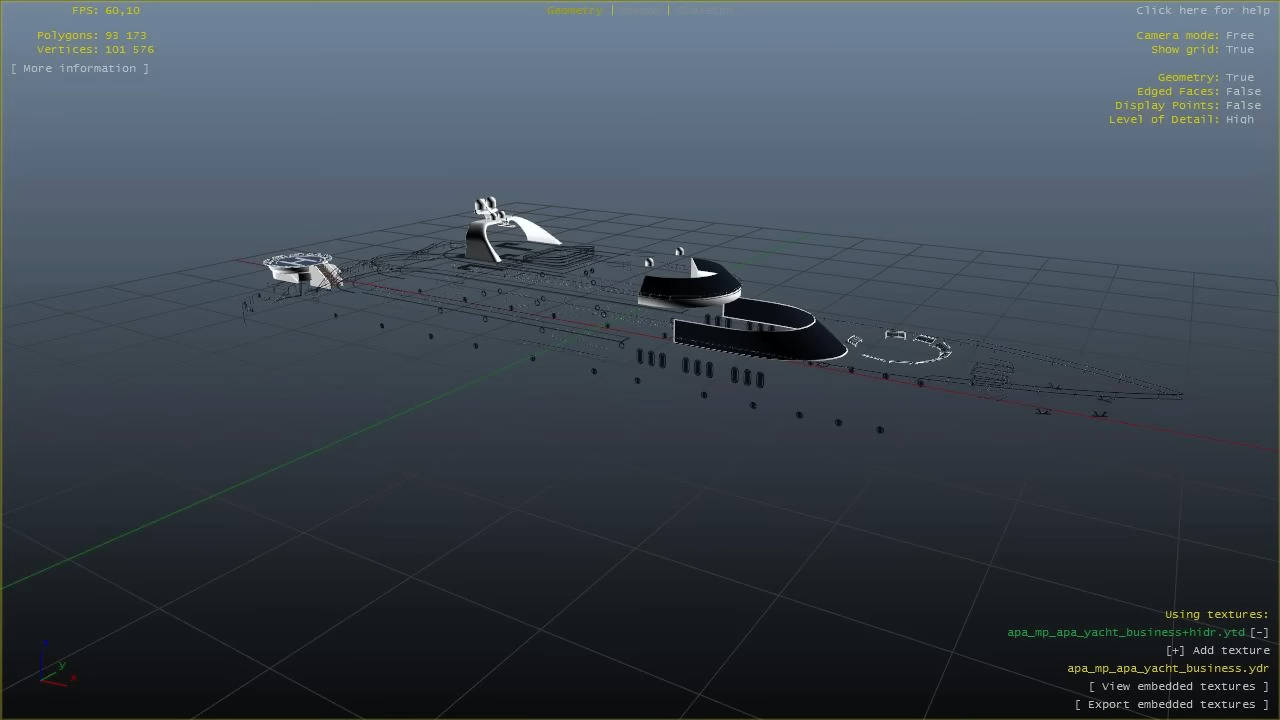 FPS: 60,10
Geometry |
Click here for help
Polygons: 93 173
Vertices: 101 576
[ More information ]
Camera mode: Free
Show grid: True
Geometry: True
Edged Faces: False
Display Points: False
Level of Detail: High
Using textures:
apa_mp_apa_yacht_business+hidr.ytd [-]
[+] Add texture
apa_mp_apa_yacht_business.ydr
[ View embedded textures ]
[ Export embedded textures ]
z
y
x